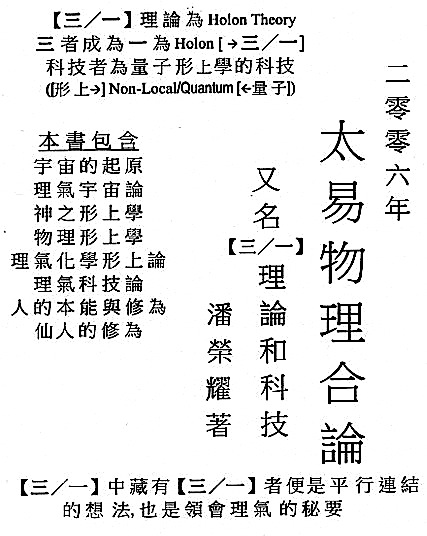 【三／一】理論為 Holon Theory
三者成為一為 Holon [→三／一]
科技者為量子形上學的科技
([形上→] Non-Local/Quantum [←量子])
二零零六年
太易物理合論
又名
【三／一】
理論和科技
潘榮耀著
本書包含
宇宙的起原
理氣宇宙論
神之形上學
物理形上學
理氣化學形上論
理氣科技論
人的本能與修為
仙人的修為
【三／一】中藏有【三／一】者便是平行連結
的想法,也是領會理氣的秘要